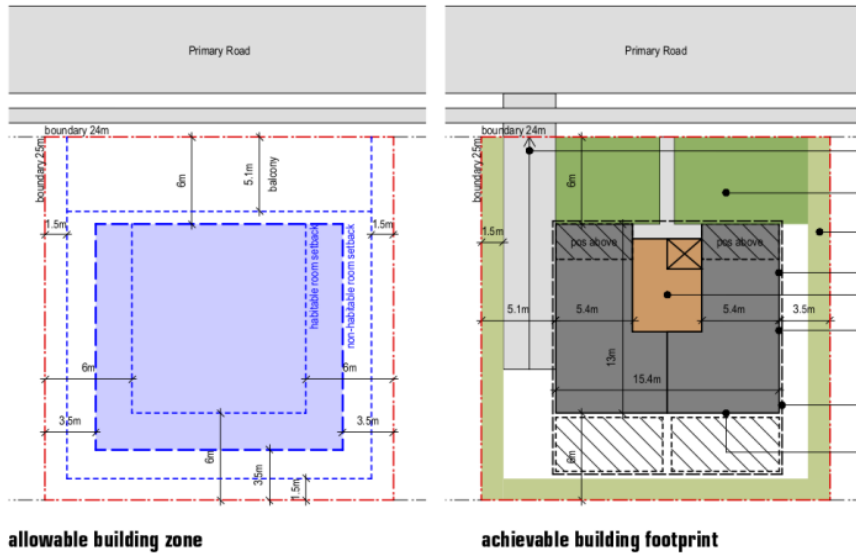 Primary Road
Primary Road
boundary 24m
boundary 25m
6m
5.1m
balcony
1.5m
1.5m
habitable room setback
non-habitable room setback
6m
6m
3.5m
3.5m
6m
3.5m
1.5m
boundary 24m
boundary 25m
6m
1.5m
pos above
pos above
5.1m
5.4m
5.4m
3.5m
13m
15.4m
6m
allowable building zone
achievable building footprint